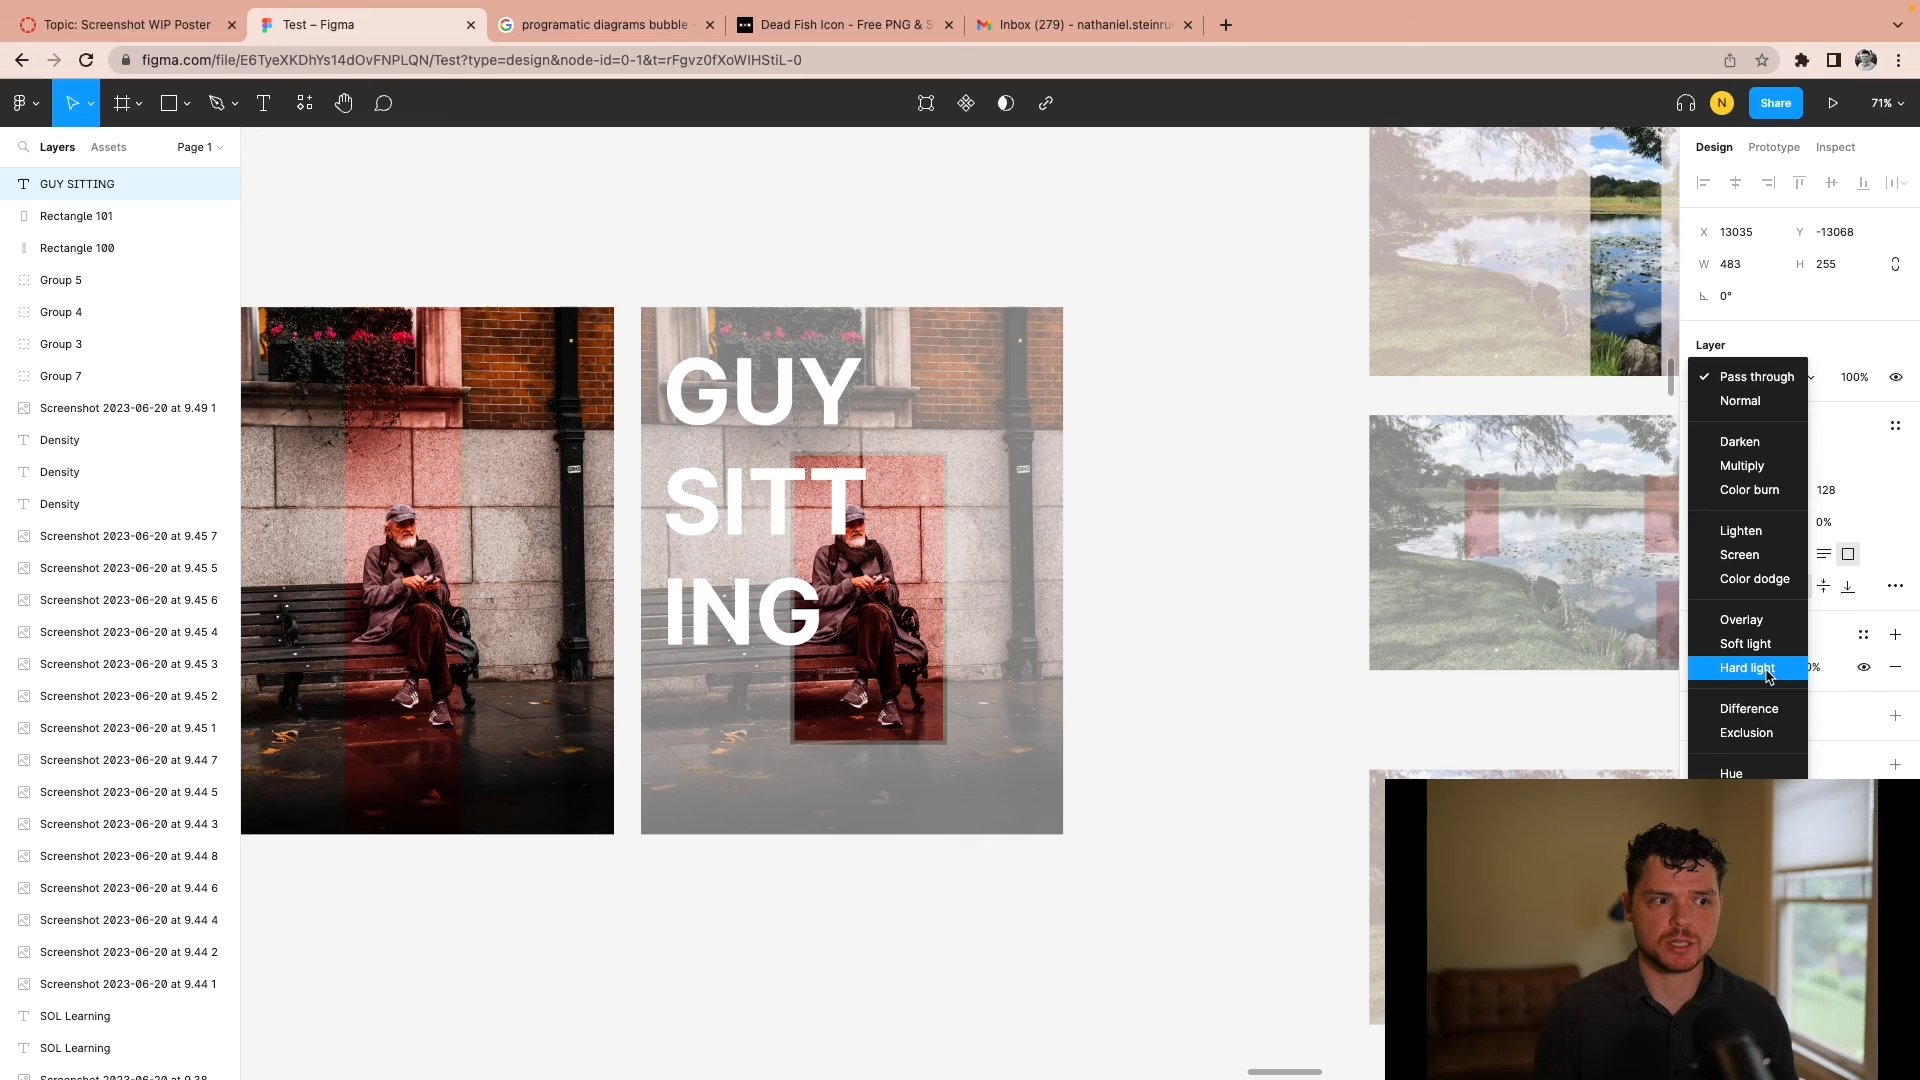 Topic: Screenshot WIP Poster
Test – Figma
programatic diagrams bubble
Dead Fish Icon - Free PNG & S
Inbox (279) - nathaniel.steinru
figma.com/file/E6TyeXKDhYs14dOvFNPLQN/Test?type=design&node-id=0-1&t=rFgvz0fXoWIHStiL-0
N
Share
71%
Layers
Assets
Page 1
GUY SITTING
Rectangle 101
Rectangle 100
Group 5
Group 4
Group 3
Group 7
Screenshot 2023-06-20 at 9.49 1
Density
Density
Density
Screenshot 2023-06-20 at 9.45 7
Screenshot 2023-06-20 at 9.45 5
Screenshot 2023-06-20 at 9.45 6
Screenshot 2023-06-20 at 9.45 4
Screenshot 2023-06-20 at 9.45 3
Screenshot 2023-06-20 at 9.45 2
Screenshot 2023-06-20 at 9.45 1
Screenshot 2023-06-20 at 9.44 7
Screenshot 2023-06-20 at 9.44 5
Screenshot 2023-06-20 at 9.44 3
Screenshot 2023-06-20 at 9.44 8
Screenshot 2023-06-20 at 9.44 6
Screenshot 2023-06-20 at 9.44 4
Screenshot 2023-06-20 at 9.44 2
Screenshot 2023-06-20 at 9.44 1
SOL Learning
SOL Learning
Screenshot 2023-06-20 at 9.38
GUY
SITT
ING
Design
Prototype
Inspect
X 13035
Y -13068
W 483
H 255
0°
Layer
Pass through
100%
Normal
Darken
Multiply
Color burn
128
Lighten
0%
Screen
Color dodge
Overlay
Soft light
Hard light
0%
Difference
Exclusion
Hue